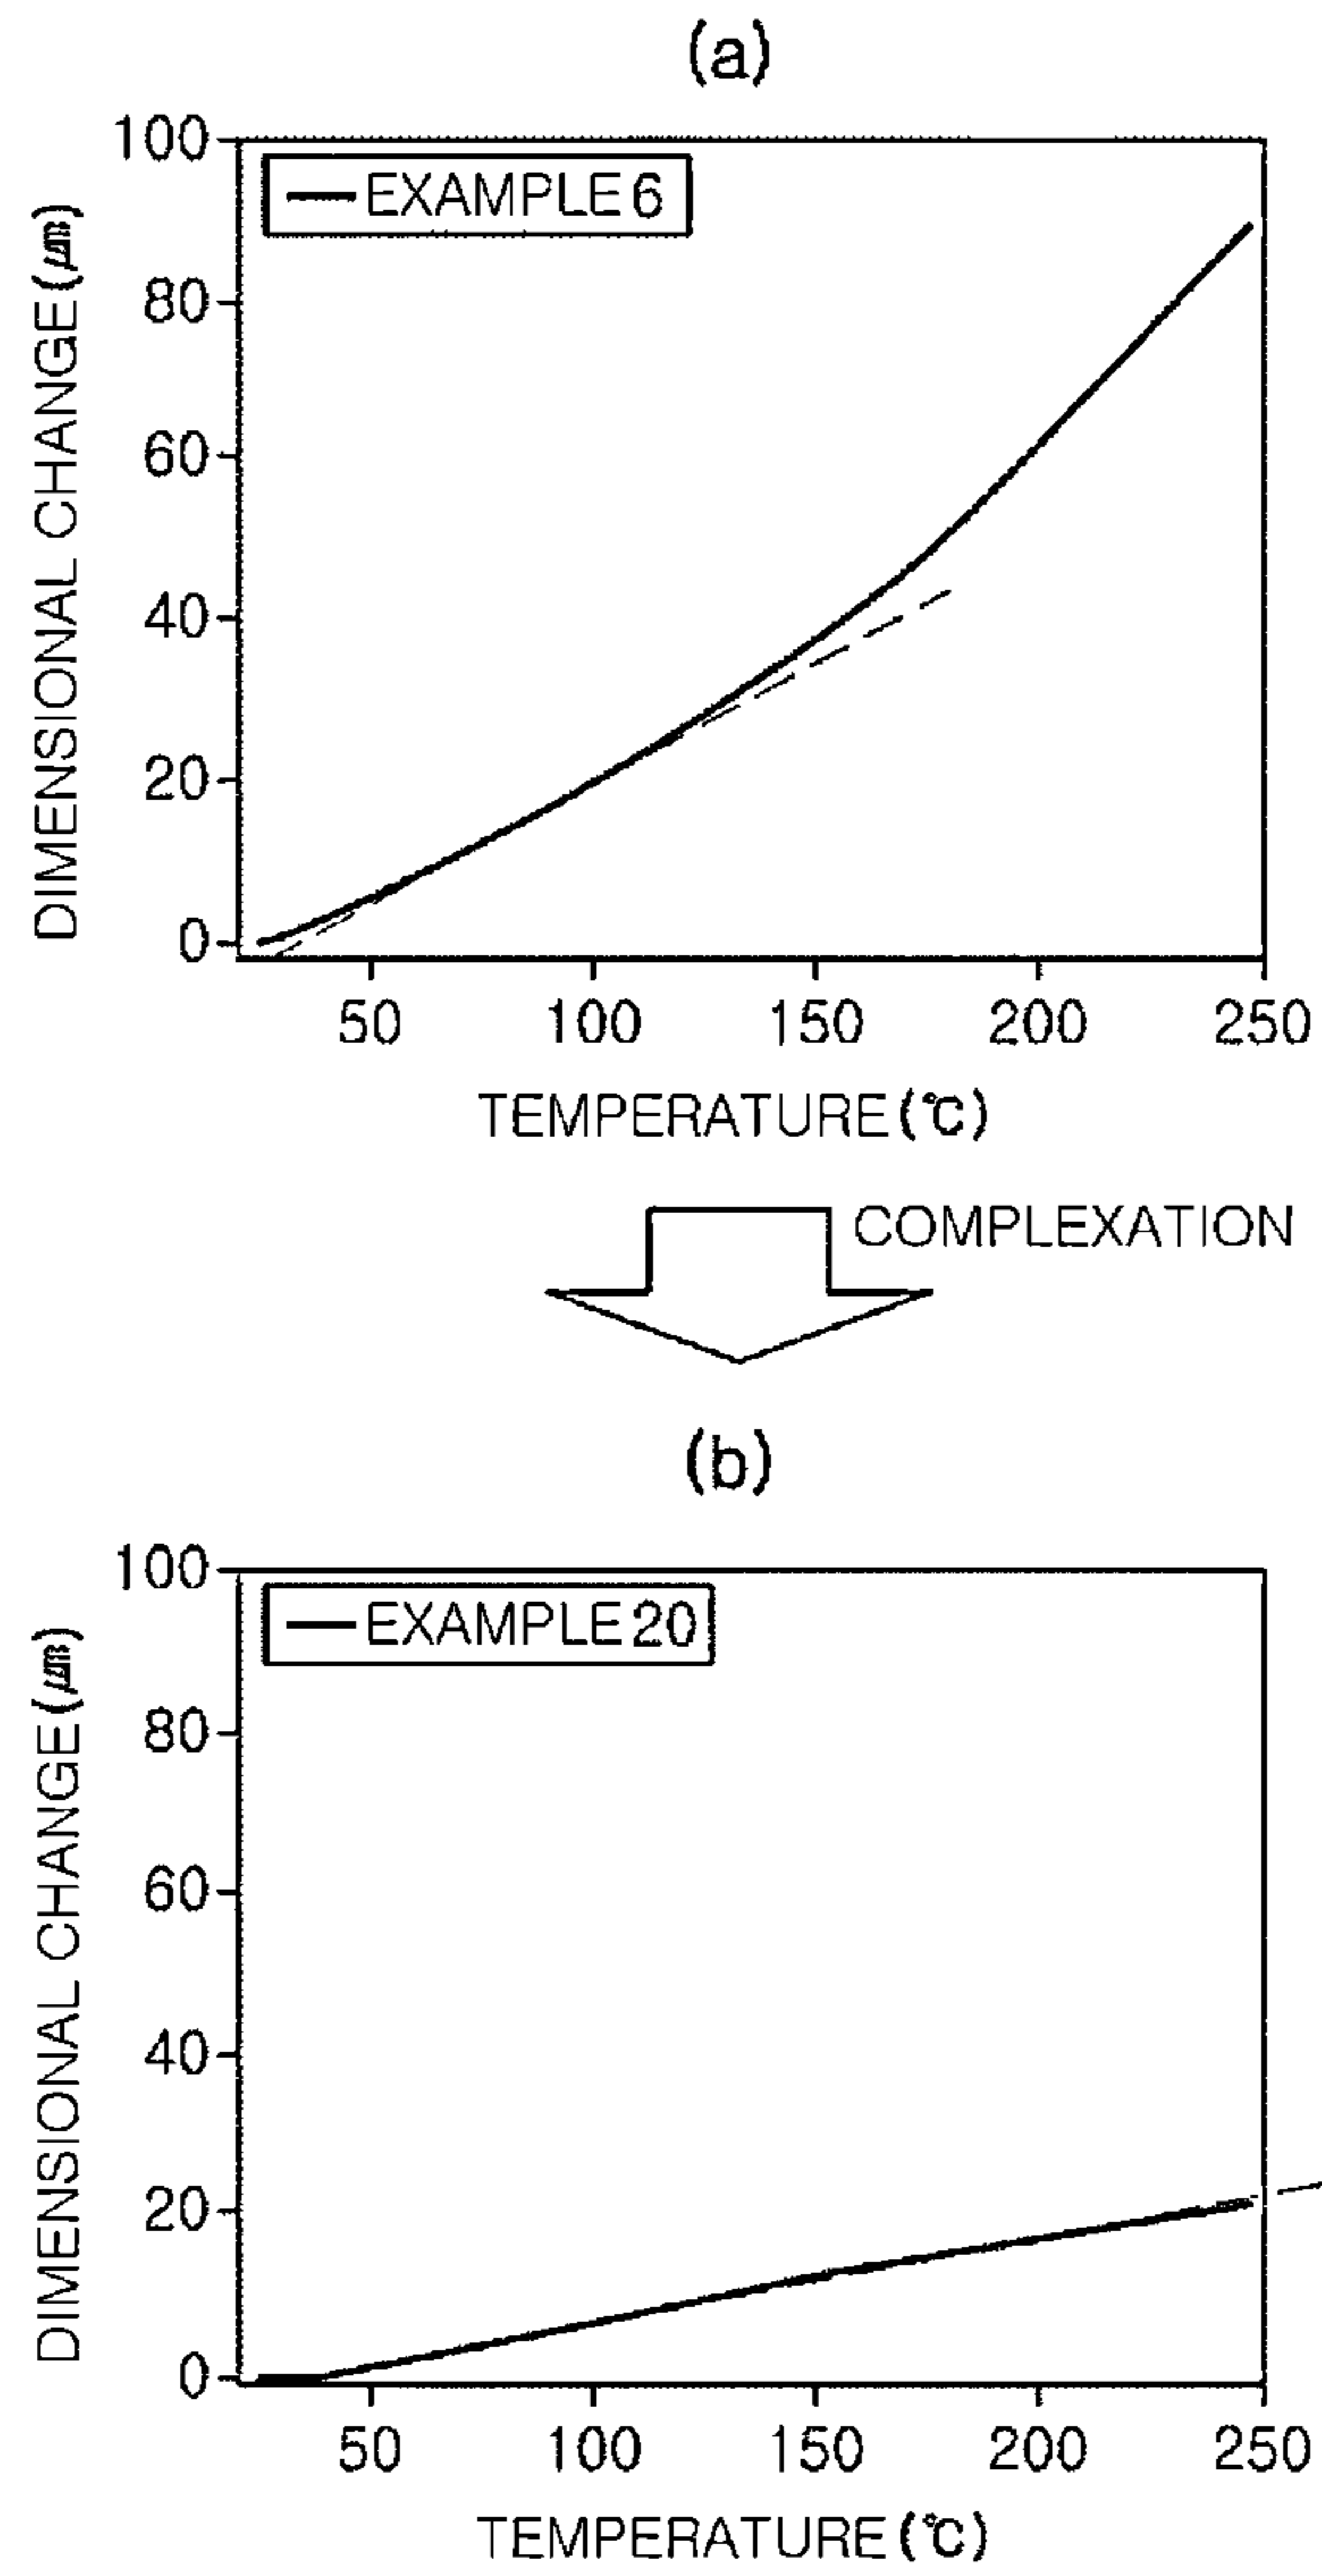 (a)
DIMENSIONAL CHANGE(㎛)
100
80
60
40
20
0
EXAMPLE 6
50 100 150 200 250
TEMPERATURE(℃)
COMPLEXATION
(b)
DIMENSIONAL CHANGE(㎛)
100
80
60
40
20
0
EXAMPLE 20
50 100 150 200 250
TEMPERATURE(℃)